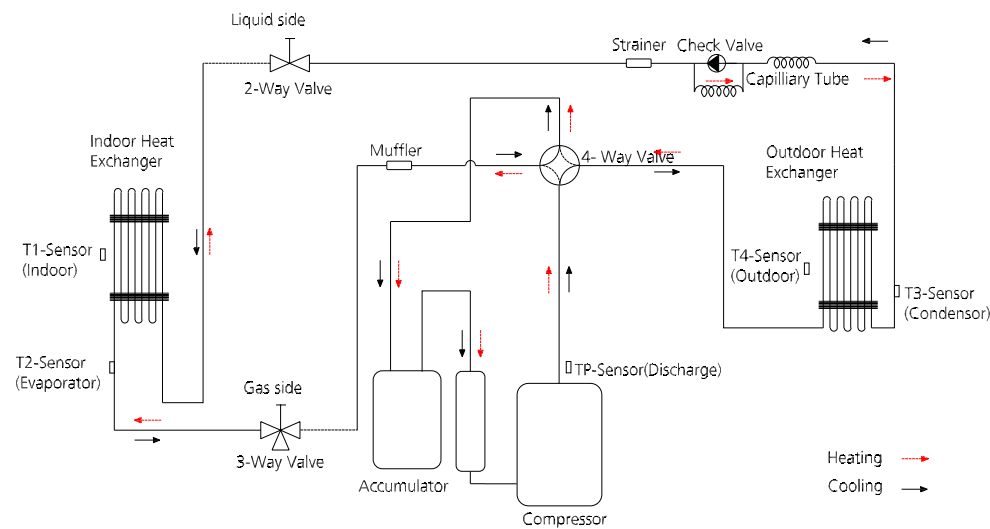 Liquid side
2-Way Valve
Strainer
Check Valve
Capilliary Tube
Indoor Heat
Exchanger
Muffler
4- Way Valve
Outdoor Heat
Exchanger
T1-Sensor
(Indoor)
T4-Sensor
(Outdoor)
T3-Sensor
(Condensor)
T2-Sensor
(Evaporator)
TP-Sensor(Discharge)
Gas side
3-Way Valve
Accumulator
Compressor
Heating
Cooling